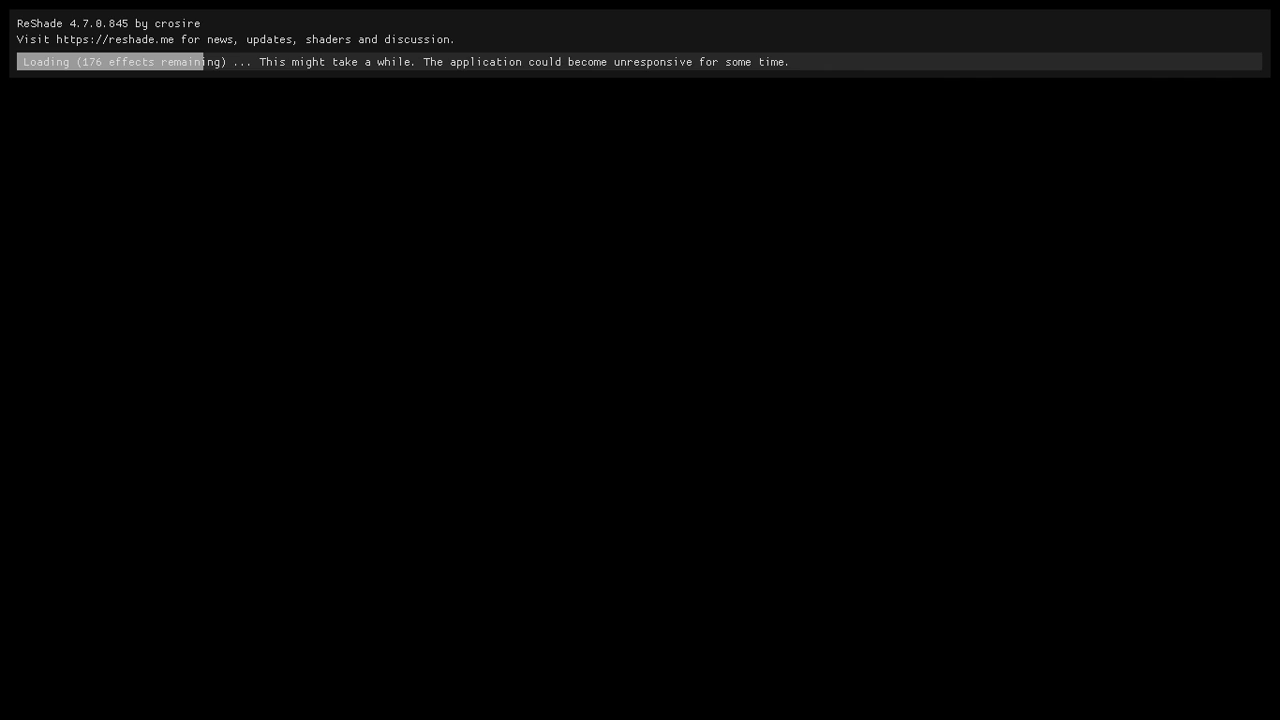 ReShade 4.7.0.845 by crosire
Visit https://reshade.me for news, updates, shaders and discussion.
Loading (176 effects remaining) ... This might take a while. The application could become unresponsive for some time.